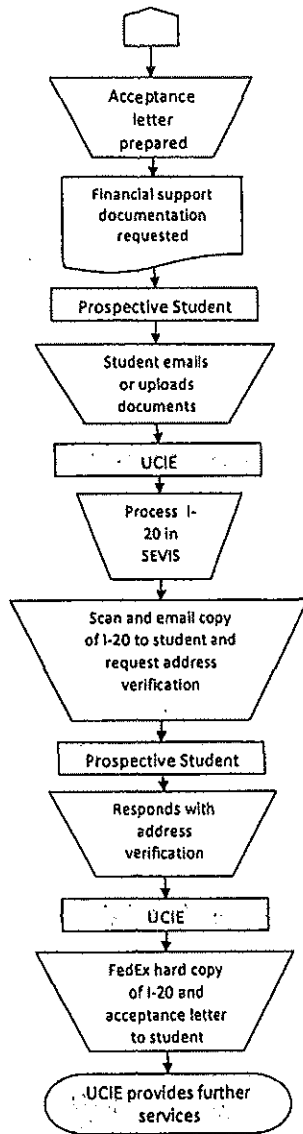 Acceptance
letter
prepared
Financial support
documentation
requested
Prospective Student
Student emails
or uploads
documents
UCIE
Process I-
20 in
SEVIS
Scan and email copy
of I-20 to student and
request address
verification
Prospective Student
Responds with
address
verification
UCIE
FedEx hard copy
of I-20 and
acceptance letter
to student
UCIE provides further
services